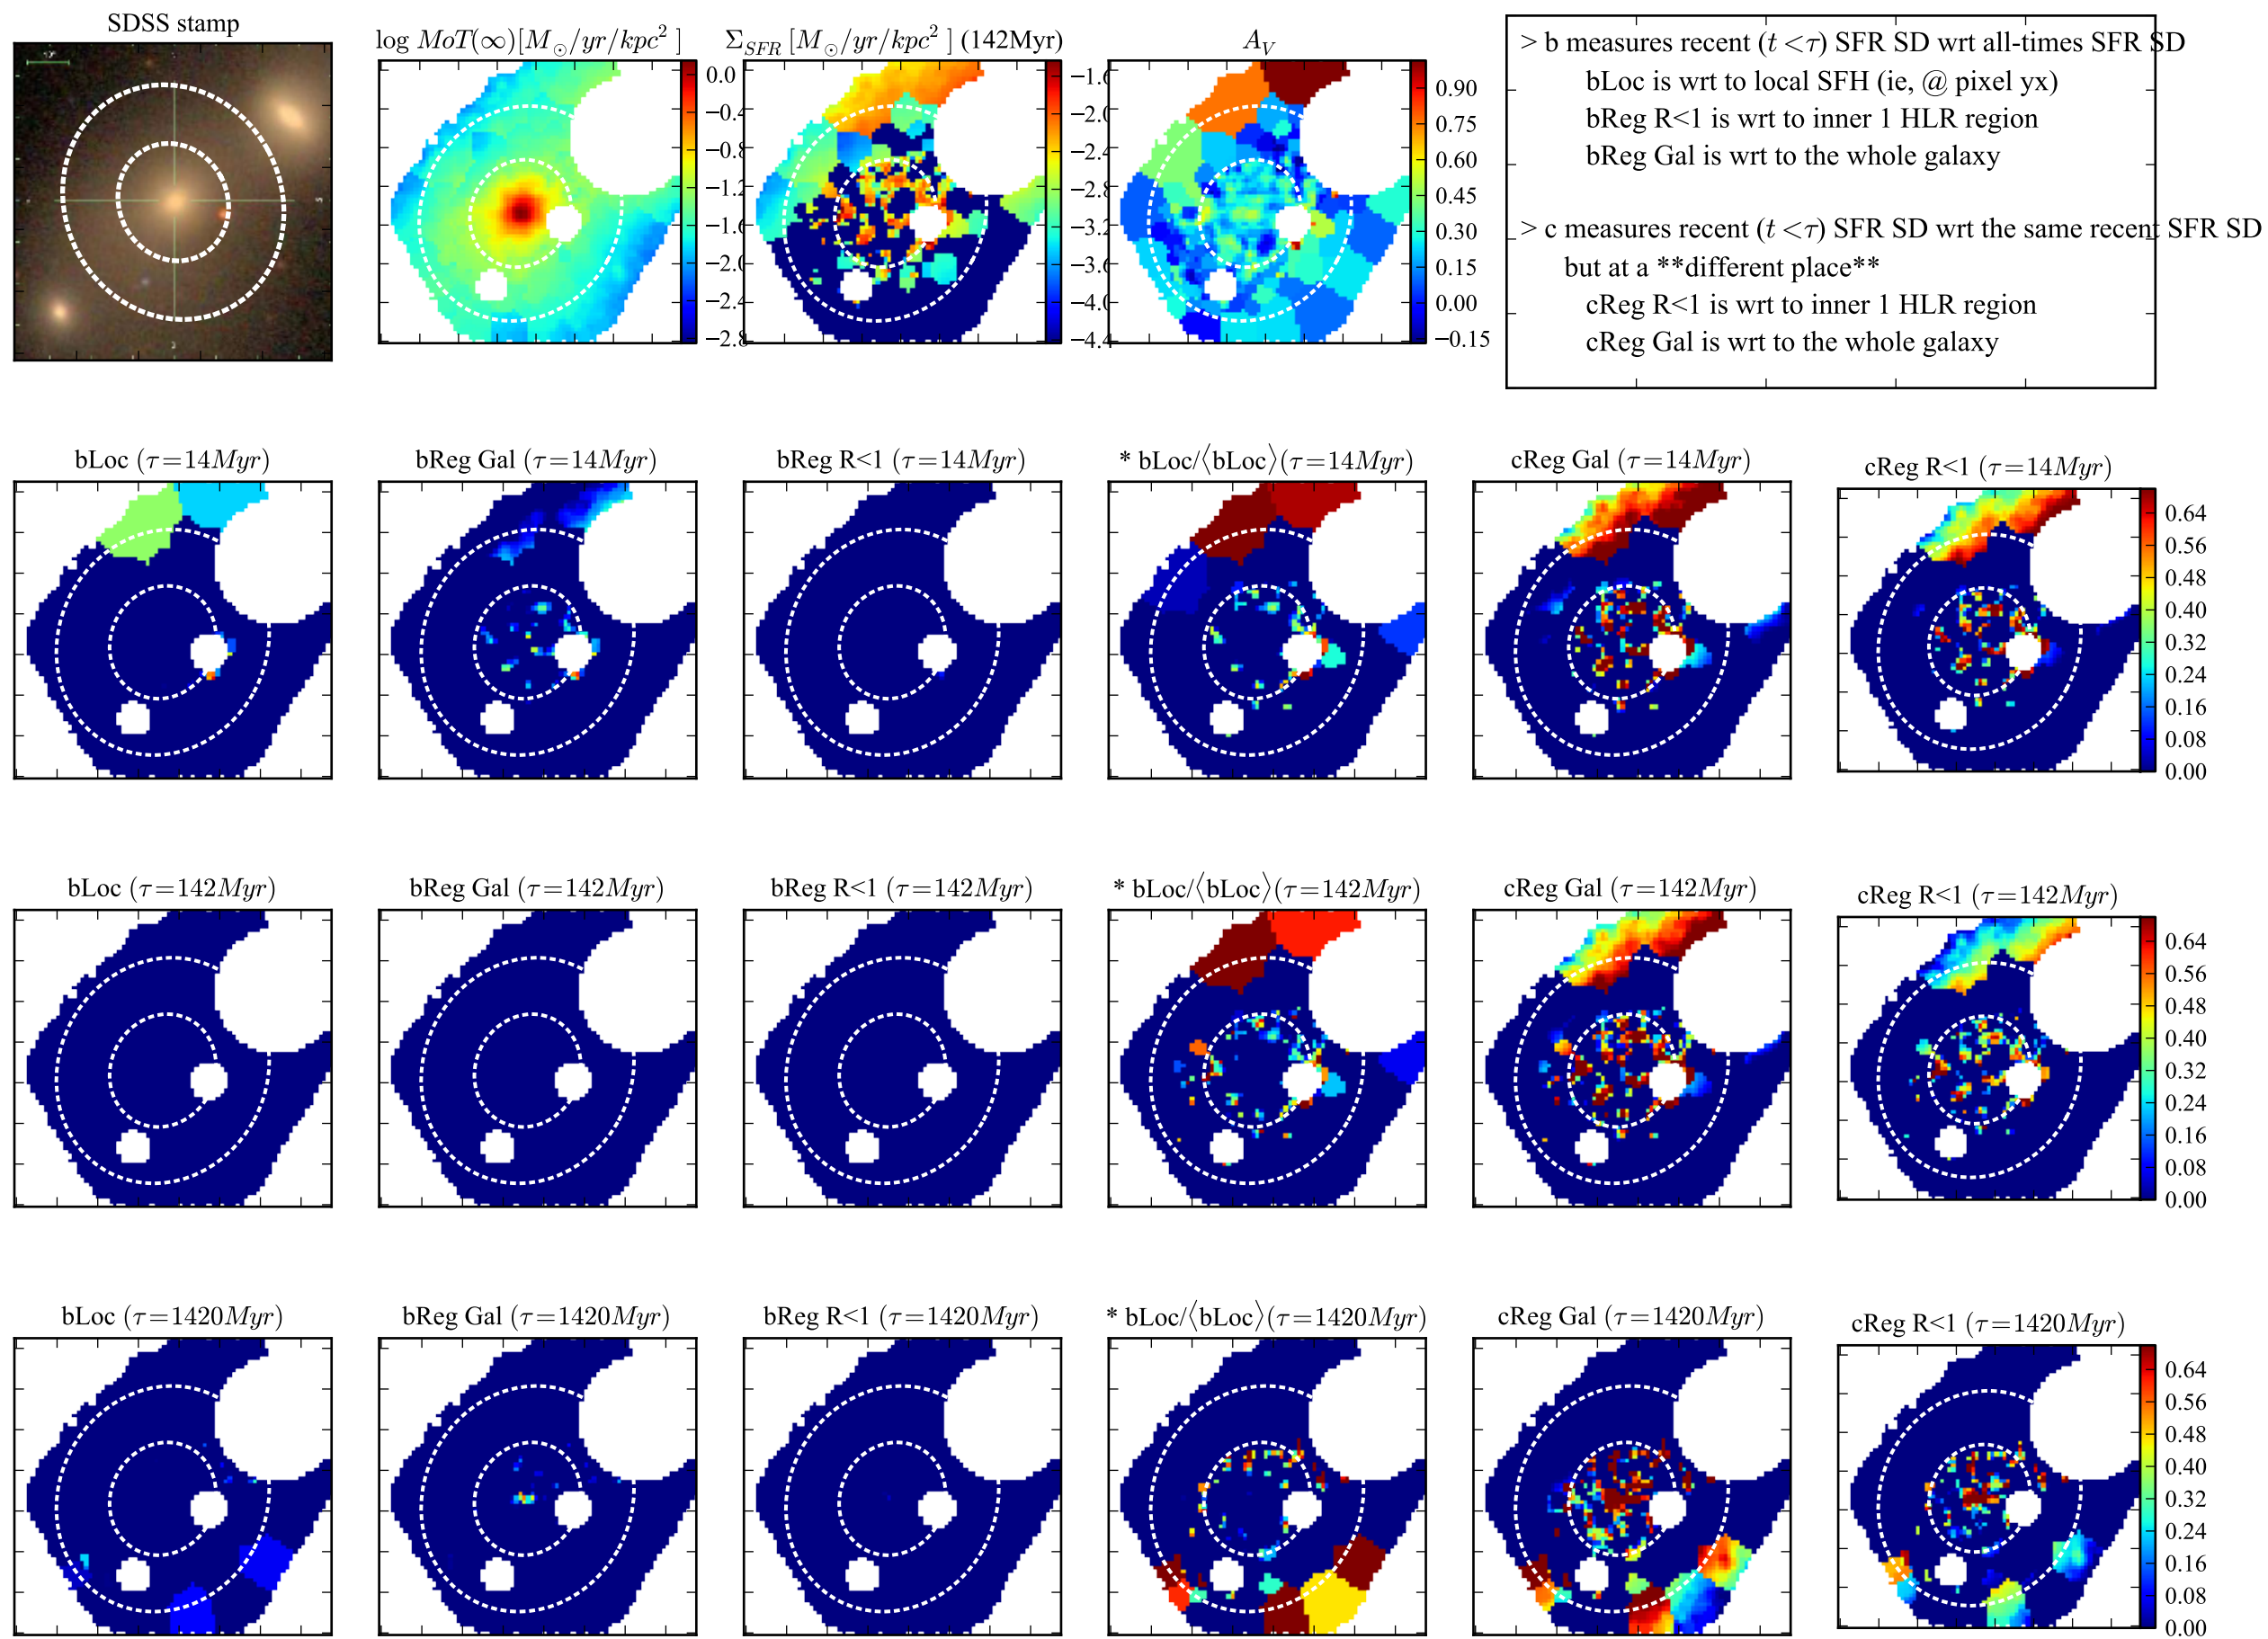 SDSS stamp
log MoT(∞)[M⊙/yr/kpc² ]
Σ_SFR [M⊙/yr/kpc² ] (142Myr)
A_V
0.0
−0.4
−0.8
−1.2
−1.6
−2.0
−2.4
−2.8
−1.6
−2.0
−2.4
−2.8
−3.2
−3.6
−4.0
−4.4
0.90
0.75
0.60
0.45
0.30
0.15
0.00
−0.15
> b measures recent (t <τ) SFR SD wrt all-times SFR SD
bLoc is wrt to local SFH (ie, @ pixel yx)
bReg R<1 is wrt to inner 1 HLR region
bReg Gal is wrt to the whole galaxy
> c measures recent (t <τ) SFR SD wrt the same recent SFR SD
but at a **different place**
cReg R<1 is wrt to inner 1 HLR region
cReg Gal is wrt to the whole galaxy
bLoc (τ=14Myr)
bReg Gal (τ=14Myr)
bReg R<1 (τ=14Myr)
* bLoc/⟨bLoc⟩(τ=14Myr)
cReg Gal (τ=14Myr)
cReg R<1 (τ=14Myr)
0.64
0.56
0.48
0.40
0.32
0.24
0.16
0.08
0.00
bLoc (τ=142Myr)
bReg Gal (τ=142Myr)
bReg R<1 (τ=142Myr)
* bLoc/⟨bLoc⟩(τ=142Myr)
cReg Gal (τ=142Myr)
cReg R<1 (τ=142Myr)
0.64
0.56
0.48
0.40
0.32
0.24
0.16
0.08
0.00
bLoc (τ=1420Myr)
bReg Gal (τ=1420Myr)
bReg R<1 (τ=1420Myr)
* bLoc/⟨bLoc⟩(τ=1420Myr)
cReg Gal (τ=1420Myr)
cReg R<1 (τ=1420Myr)
0.64
0.56
0.48
0.40
0.32
0.24
0.16
0.08
0.00